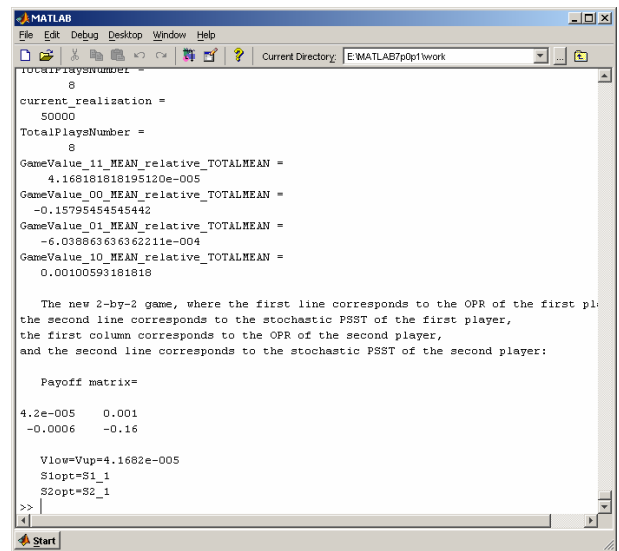 MATLAB
File Edit Debug Desktop Window Help
Current Directory: E:\MATLAB7p0p1\work
TotalPlaysNumber =
8
current_realization =
50000
TotalPlaysNumber =
8
GameValue_11_MEAN_relative_TOTALMEAN =
4.168181818195120e-005
GameValue_00_MEAN_relative_TOTALMEAN =
-0.15795454545442
GameValue_01_MEAN_relative_TOTALMEAN =
-6.038863636362211e-004
GameValue_10_MEAN_relative_TOTALMEAN =
0.00100593181818
The new 2-by-2 game, where the first line corresponds to the OPR of the first
the second line corresponds to the stochastic PSST of the first player,
the first column corresponds to the OPR of the second player,
and the second line corresponds to the stochastic PSST of the second player:
Payoff matrix=
4.2e-005 0.001
-0.0006 -0.16
Vlow=Vup=4.1682e-005
S1opt=S1_1
S2opt=S2_1
>>
Start